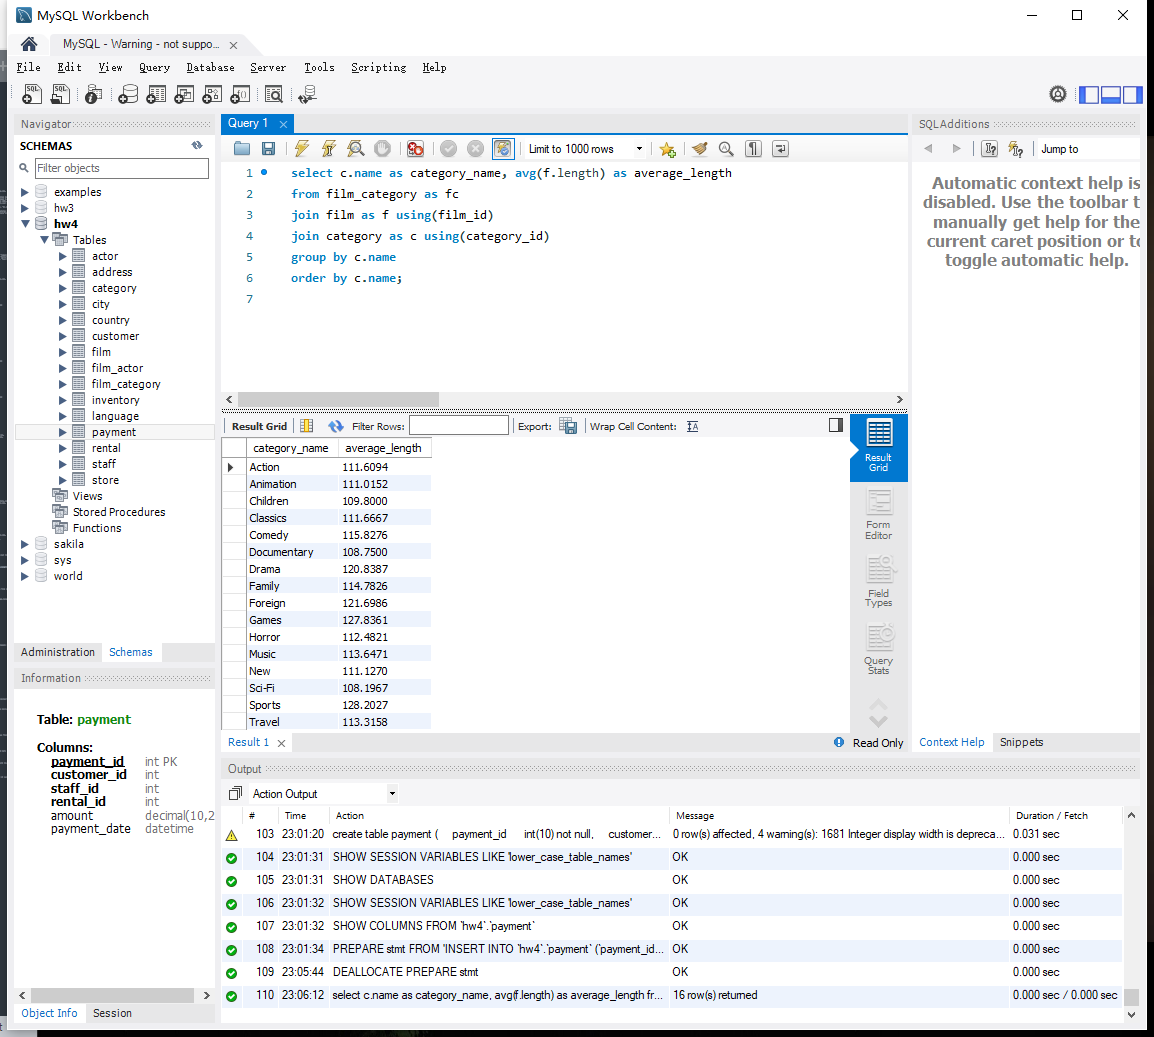 MySQL Workbench
MySQL - Warning - not suppo...
File Edit View Query Database Server Tools Scripting Help
Navigator
SCHEMAS
Filter objects
examples
hw3
hw4
Tables
actor
address
category
city
country
customer
film
film_actor
film_category
inventory
language
payment
rental
staff
store
Views
Stored Procedures
Functions
sakila
sys
world
Administration Schemas
Information
Table: payment
Columns:
payment_id int PK
customer_id int
staff_id int
rental_id int
amount decimal(10,2
payment_date datetime
Object Info Session
Query 1
Limit to 1000 rows
1 select c.name as category_name, avg(f.length) as average_length
2 from film_category as fc
3 join film as f using(film_id)
4 join category as c using(category_id)
5 group by c.name
6 order by c.name;
7
Result Grid Filter Rows: Export: Wrap Cell Content:
category_name average_length
Action 111.6094
Animation 111.0152
Children 109.8000
Classics 111.6667
Comedy 115.8276
Documentary 108.7500
Drama 120.8387
Family 114.7826
Foreign 121.6986
Games 127.8361
Horror 112.4821
Music 113.6471
New 111.1270
Sci-Fi 108.1967
Sports 128.2027
Travel 113.3158
Result
Grid
Form
Editor
Field
Types
Query
Stats
Result 1
Read Only
SQLAdditions
Jump to
Automatic context help is
disabled. Use the toolbar t
manually get help for the
current caret position or to
toggle automatic help.
Context Help Snippets
Output
Action Output
# Time Action Message Duration / Fetch
103 23:01:20 create table payment ( payment_id int(10) not null, customer... 0 row(s) affected, 4 warning(s): 1681 Integer display width is depreca... 0.031 sec
104 23:01:31 SHOW SESSION VARIABLES LIKE 'lower_case_table_names' OK 0.000 sec
105 23:01:31 SHOW DATABASES OK 0.000 sec
106 23:01:32 SHOW SESSION VARIABLES LIKE 'lower_case_table_names' OK 0.000 sec
107 23:01:32 SHOW COLUMNS FROM `hw4`.`payment` OK 0.000 sec
108 23:01:34 PREPARE stmt FROM 'INSERT INTO `hw4`.`payment` (`payment_id... OK 0.000 sec
109 23:05:44 DEALLOCATE PREPARE stmt OK 0.000 sec
110 23:06:12 select c.name as category_name, avg(f.length) as average_length fr... 16 row(s) returned 0.000 sec / 0.000 sec